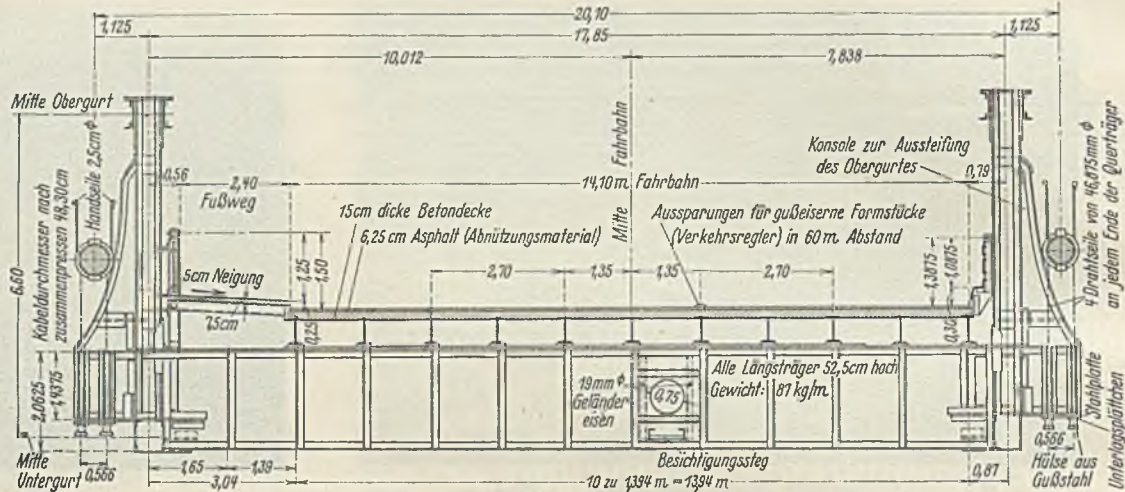 20,10
1,125
17,85
1,125
10,012
7,838
Mitte Obergurt
Handseile 2,5cm ⌀
Kabeldurchmesser nach
zusammenpressen 48,30cm
6,60
0,56
2,40
Fußweg
Mitte Fahrbahn
14,10 m Fahrbahn
0,79
Konsole zur Aussteifung
des Obergurtes
15cm dicke Betondecke
6,25 cm Asphalt (Abnützungsmaterial)
Aussparungen für gußeiserne Formstücke
(Verkehrsregler) in 60 m Abstand
5cm Neigung
7,5cm
1,25
1,50
0,25
2,70
1,35
1,35
2,70
1,3875
1,0875
0,30
4 Drahtseile von 46,875mm ⌀
an jedem Ende der Querträger
2,0625
1,4375
19mm ⌀
Geländer
eisen
0,75
Alle Längsträger 52,5cm hoch
Gewicht: 87 kg/m.
Stahlplatte
Unterlagsplättchen
Mitte
Untergurt
0,566
1,65
1,39
3,04
Besichtigungssteg
10 zu 1,394 m = 13,94 m
0,87
0,566
Hülse aus
Gußstahl